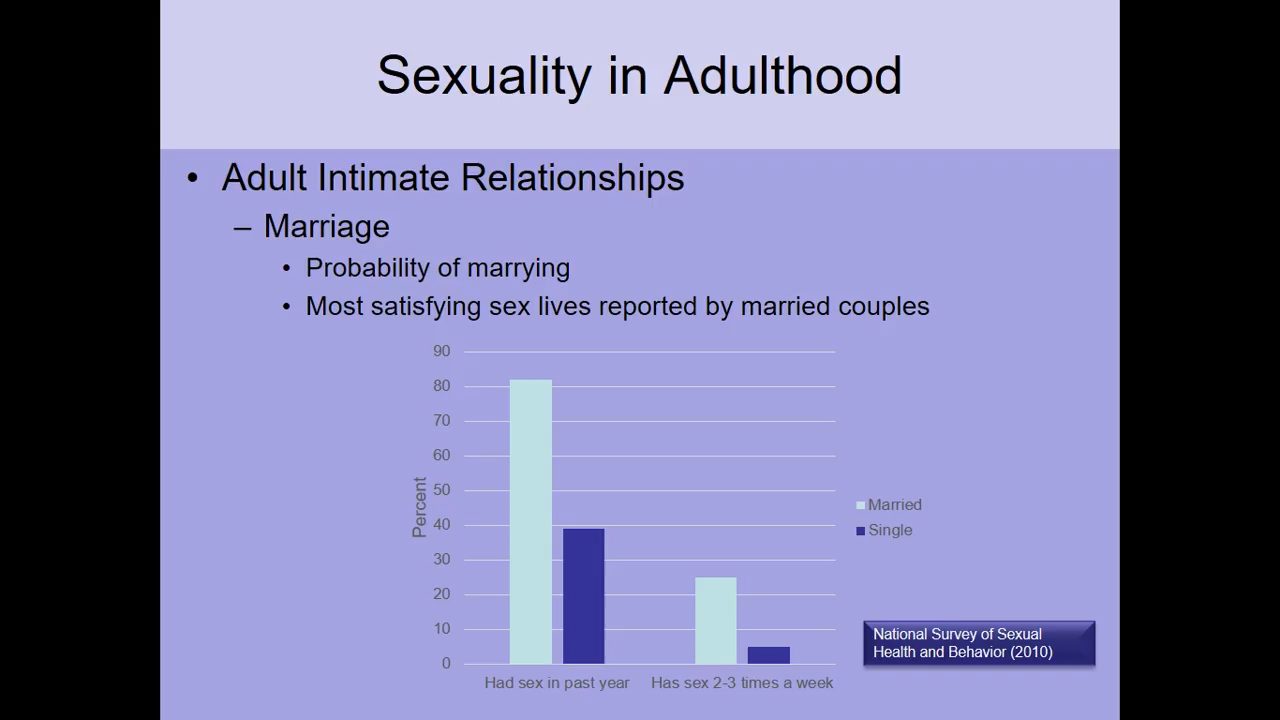 Sexuality in Adulthood
• Adult Intimate Relationships
– Marriage
• Probability of marrying
• Most satisfying sex lives reported by married couples
90
80
70
60
50
40
30
20
10
0
Percent
Had sex in past year
Has sex 2-3 times a week
Married
Single
National Survey of Sexual
Health and Behavior (2010)